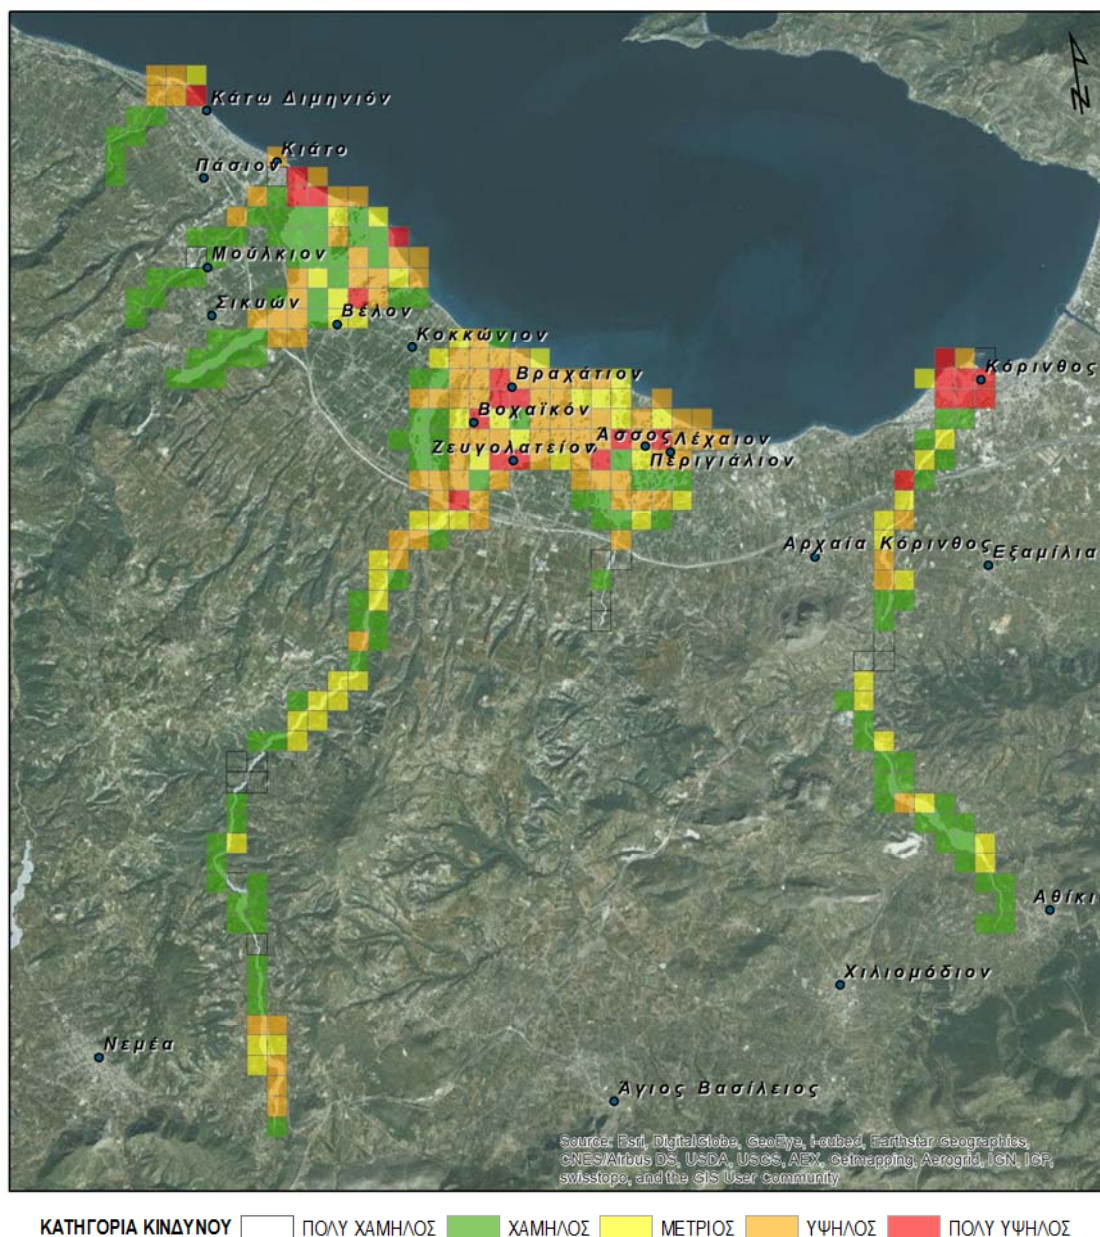 Κάτω Διμηνιόν
Κιάτο
Πάσιον
Μούλκιον
Σικυών
Βέλον
Κοκκώνιον
Βραχάτιον
Κόρινθος
Βοχαϊκόν
Άσσος
Λέχαιον
Ζευγολατείον
Περιγιάλιον
Αρχαία Κόρινθος
Εξαμίλια
Αθίκι
Χιλιομόδιον
Νεμέα
Άγιος Βασίλειος
Source: Esri, DigitalGlobe, GeoEye, i-cubed, Earthstar Geographics,
CNES/Airbus DS, USDA, USGS, AEX, Getmapping, Aerogrid, IGN, IGP,
swisstopo, and the GIS User Community
ΚΑΤΗΓΟΡΙΑ ΚΙΝΔΥΝΟΥ ΠΟΛΥ ΧΑΜΗΛΟΣ ΧΑΜΗΛΟΣ ΜΕΤΡΙΟΣ ΥΨΗΛΟΣ ΠΟΛΥ ΥΨΗΛΟΣ